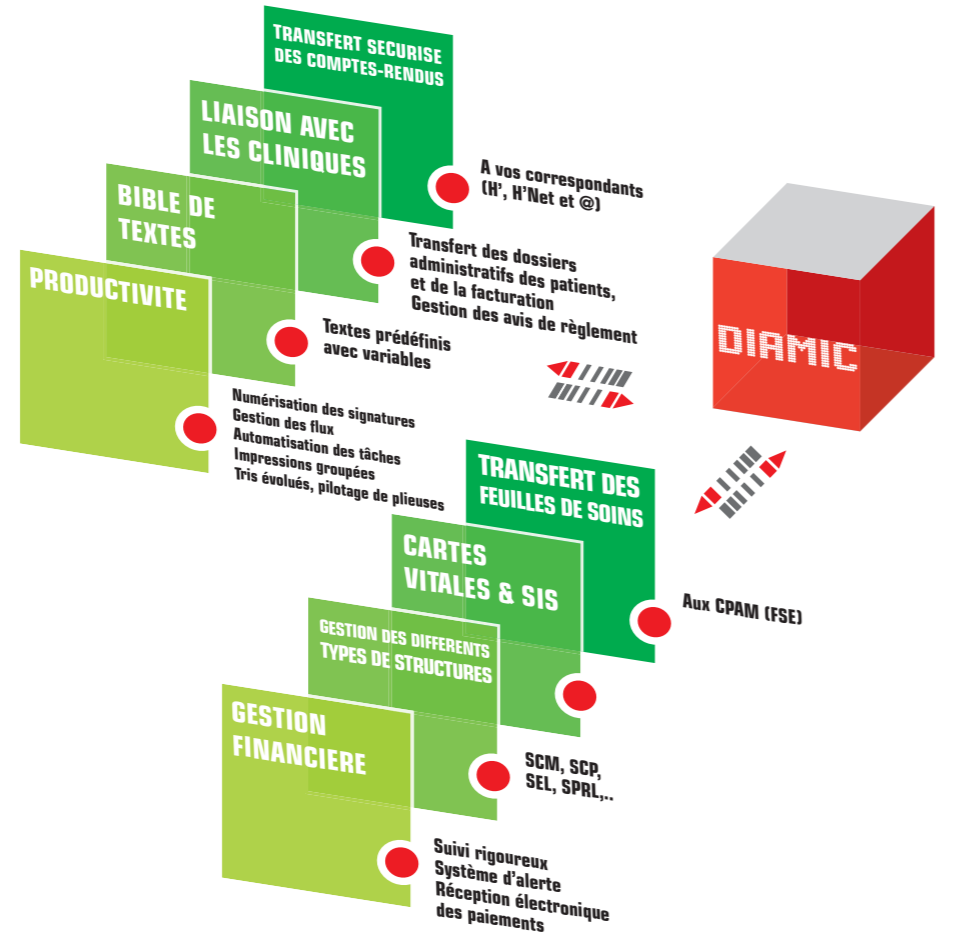 TRANSFERT SECURISE
DES COMPTES-RENDUS
A vos correspondants
(H', H'Net et @)
LIAISON AVEC
LES CLINIQUES
Transfert des dossiers
administratifs des patients,
et de la facturation
Gestion des avis de règlement
BIBLE DE
TEXTES
Textes prédéfinis
avec variables
PRODUCTIVITE
Numérisation des signatures
Gestion des flux
Automatisation des tâches
Impressions groupées
Tris évolués, pilotage de plieuses
DIAMIC
TRANSFERT DES
FEUILLES DE SOINS
Aux CPAM (FSE)
CARTES
VITALES & SIS
GESTION DES DIFFERENTS
TYPES DE STRUCTURES
SCM, SCP,
SEL, SPRL,..
GESTION
FINANCIERE
Suivi rigoureux
Système d'alerte
Réception électronique
des paiements